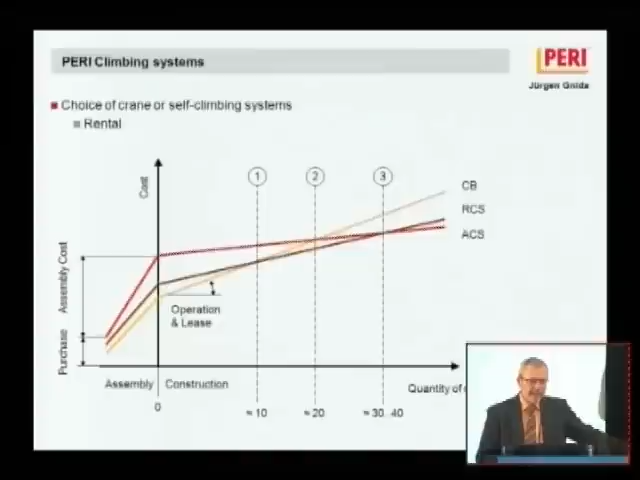 PERI Climbing systems
PERI
Jürgen Gnida
Choice of crane or self-climbing systems
Rental
1
2
3
CB
RCS
ACS
Cost
Assembly Cost
Purchase
Operation
& Lease
Assembly
Construction
Quantity of
0
≈ 10
≈ 20
≈ 30 40